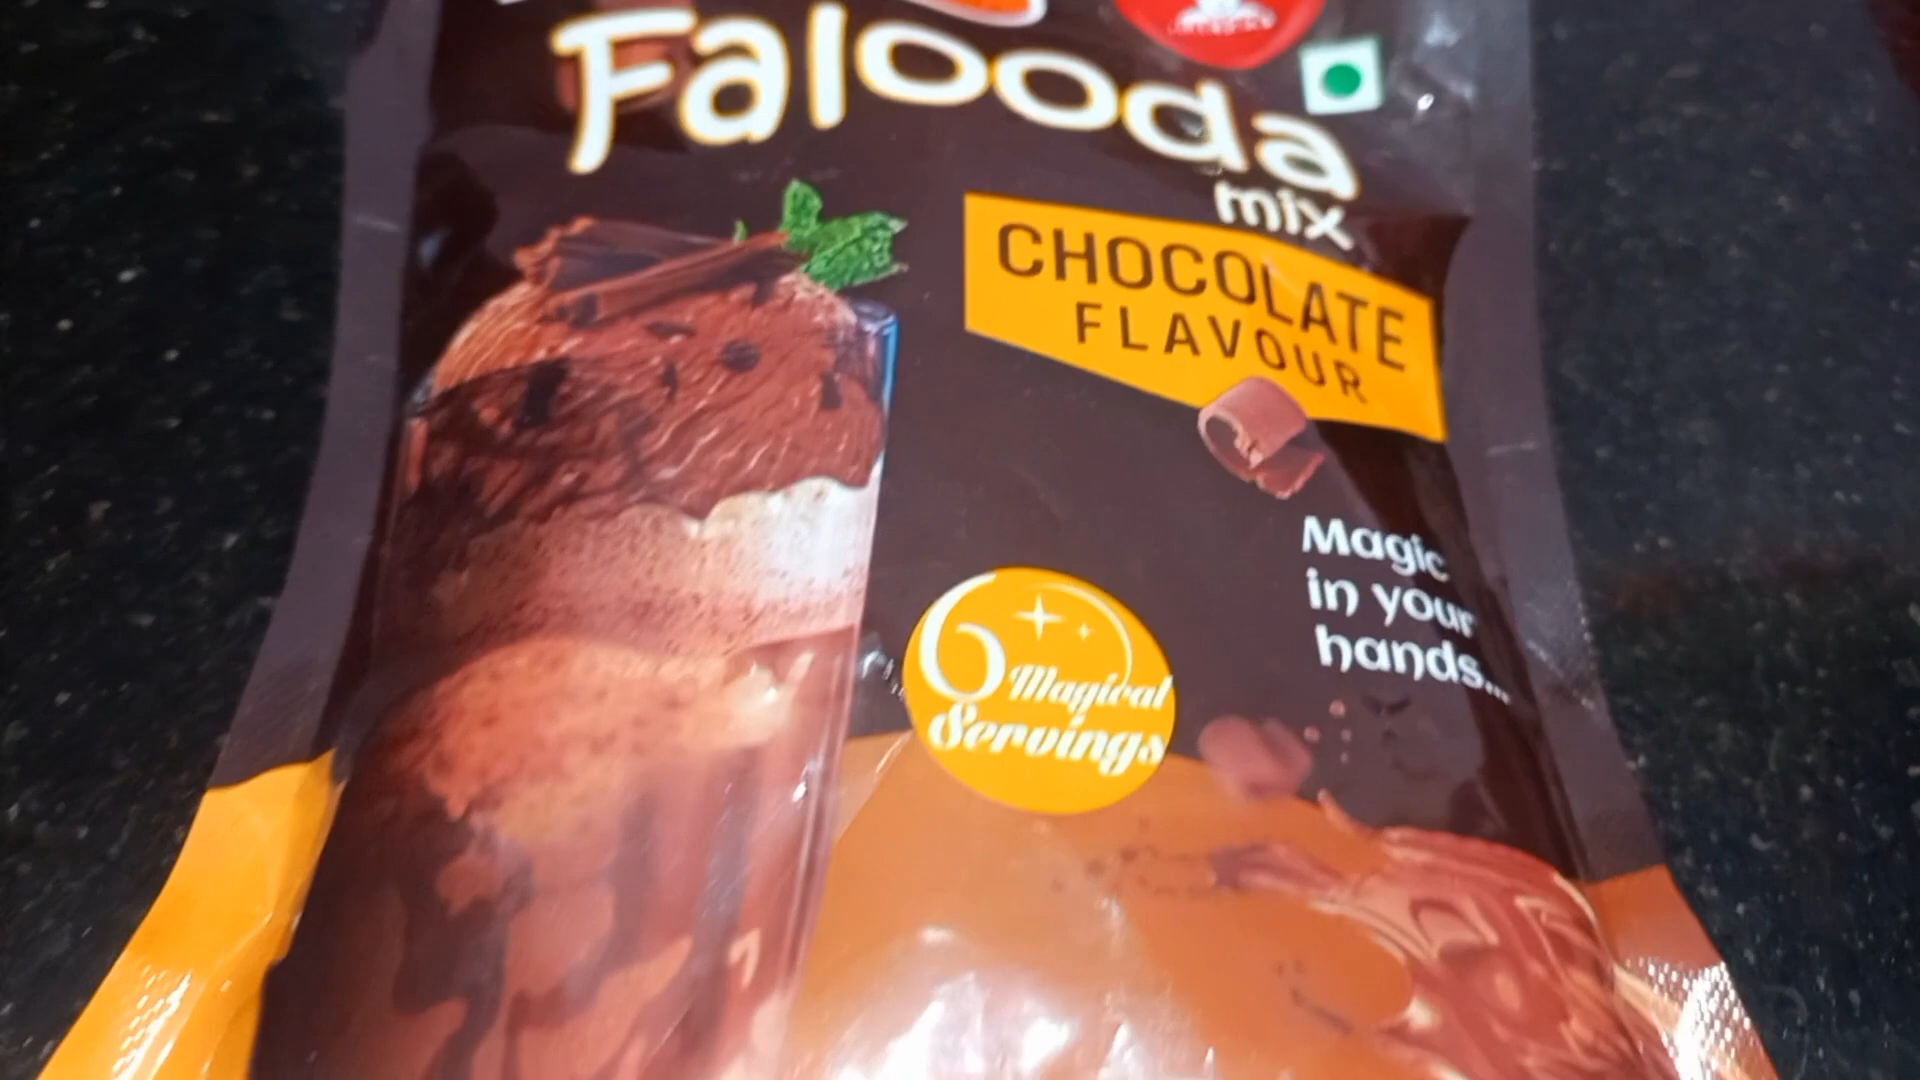 Falooda
mix
CHOCOLATE
FLAVOUR
Magic
in your
hands...
6 Magical
Servings